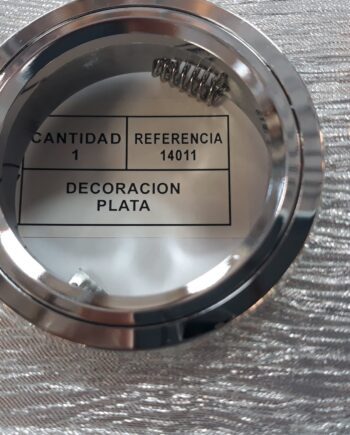 CANTIDAD REFERENCIA
1 14011
DECORACION
PLATA